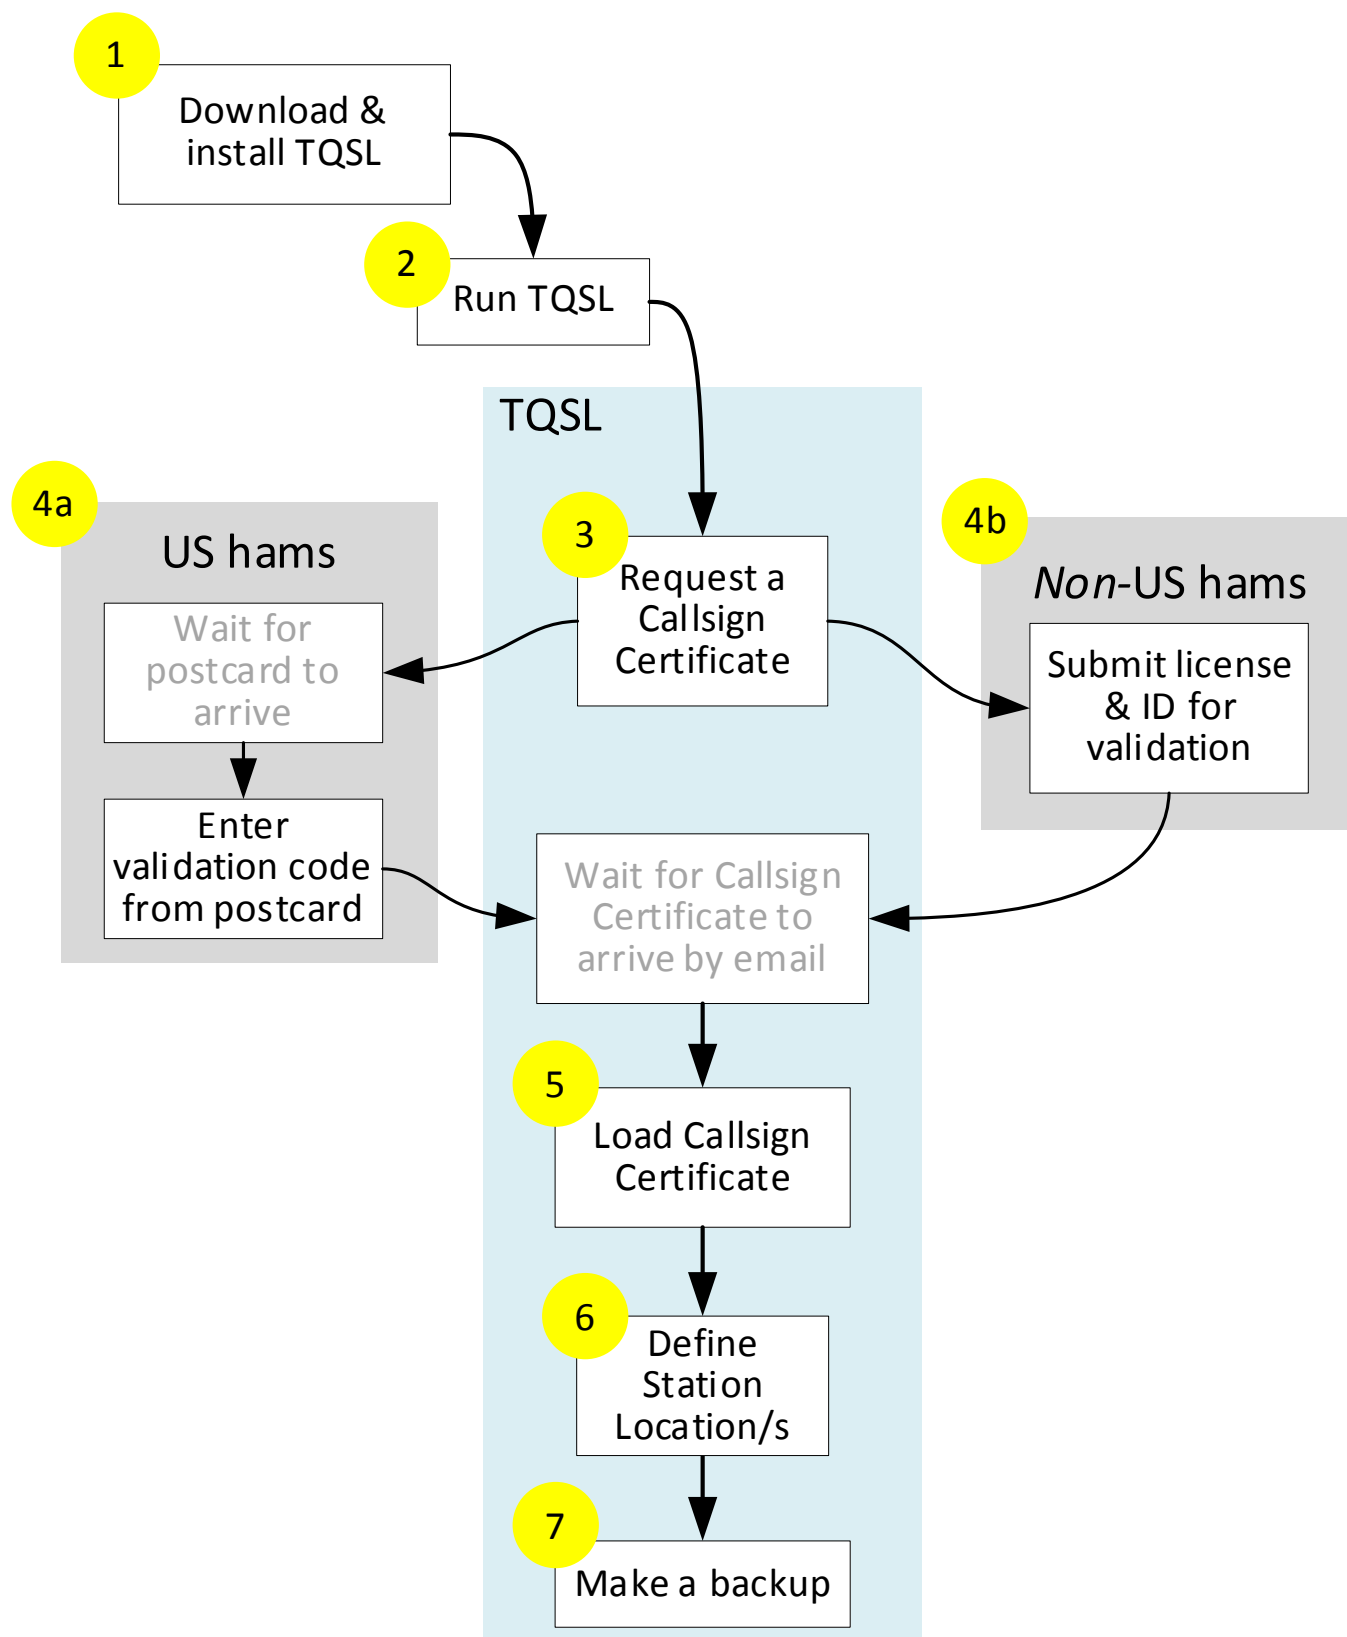 1
Download &
install TQSL
2
Run TQSL
TQSL
3
Request a
Callsign
Certificate
4a
US hams
Wait for
postcard to
arrive
Enter
validation code
from postcard
4b
Non-US hams
Submit license
& ID for
validation
Wait for Callsign
Certificate to
arrive by email
5
Load Callsign
Certificate
6
Define
Station
Location/s
7
Make a backup